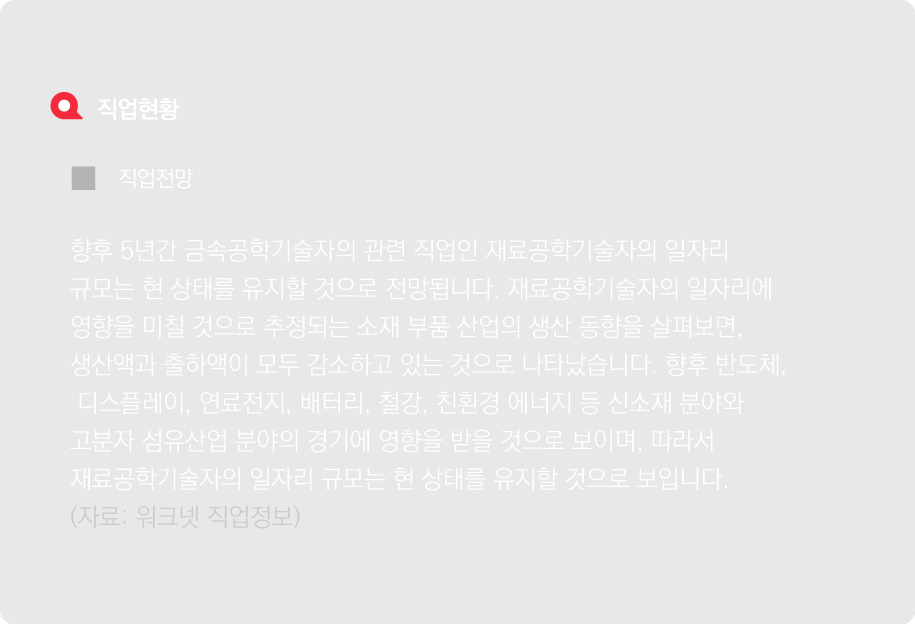 직업현황
직업전망
향후 5년간 금속공학기술자의 관련 직업인 재료공학기술자의 일자리
규모는 현 상태를 유지할 것으로 전망됩니다. 재료공학기술자의 일자리에
영향을 미칠 것으로 추정되는 소재 부품 산업의 생산 동향을 살펴보면,
생산액과 출하액이 모두 감소하고 있는 것으로 나타났습니다. 향후 반도체,
디스플레이, 연료전지, 배터리, 철강, 친환경 에너지 등 신소재 분야와
고분자 섬유산업 분야의 경기에 영향을 받을 것으로 보이며, 따라서
재료공학기술자의 일자리 규모는 현 상태를 유지할 것으로 보입니다.
(자료: 워크넷 직업정보)